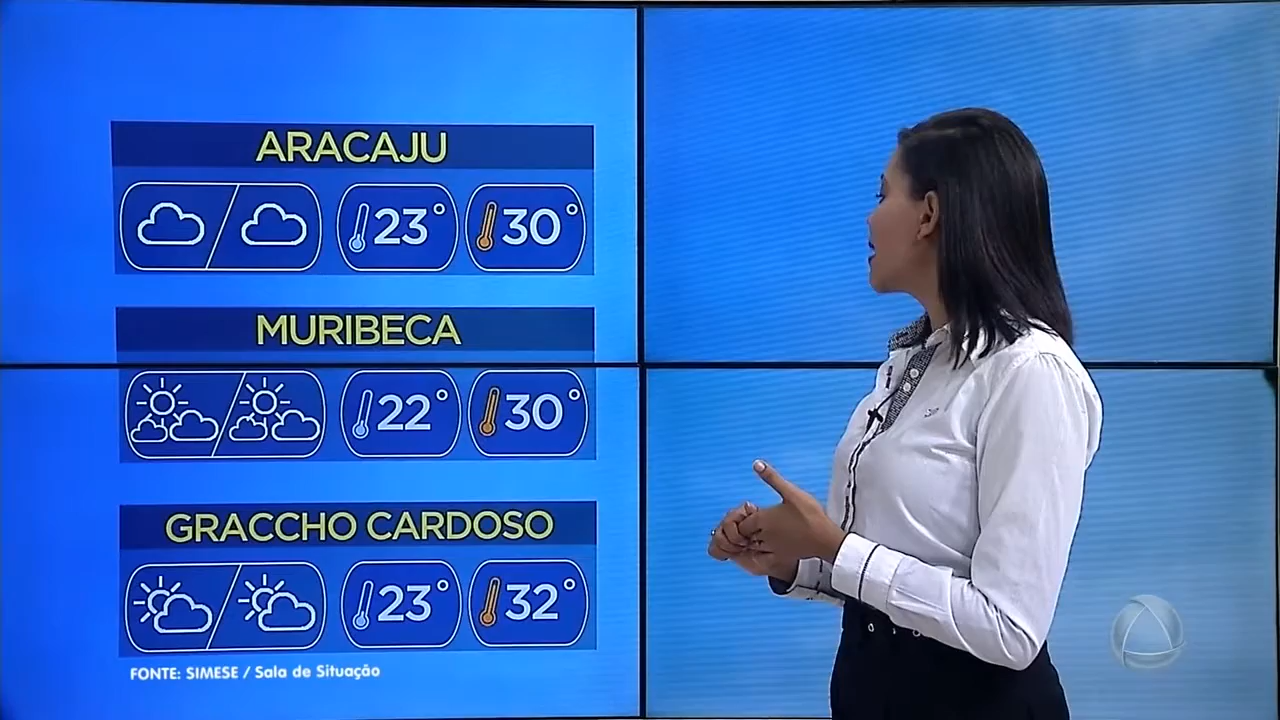 ARACAJU
23° 30°
MURIBECA
22° 30°
GRACCHO CARDOSO
23° 32°
FONTE: SIMESE / Sala de Situação